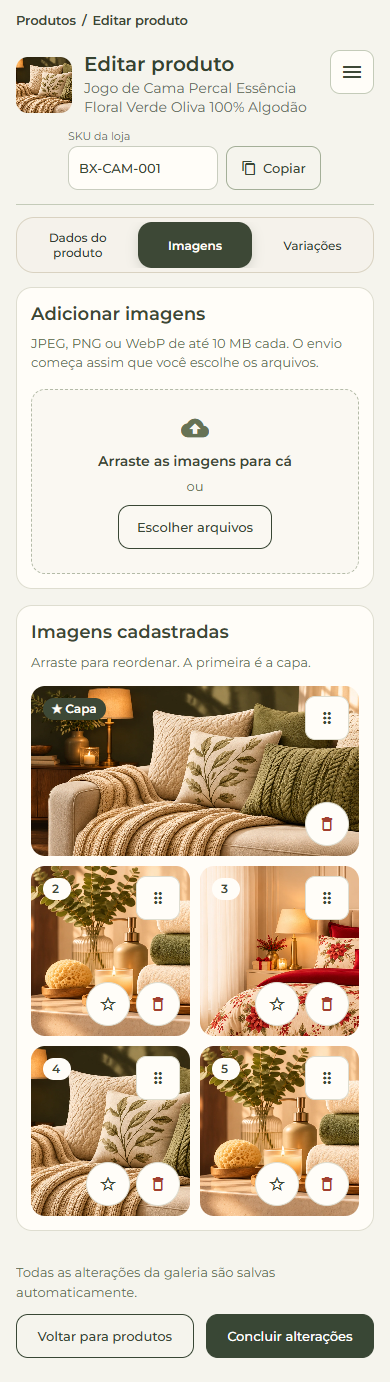 Produtos / Editar produto
Editar produto
Jogo de Cama Percal Essência
Floral Verde Oliva 100% Algodão
SKU da loja
BX-CAM-001
Copiar
Dados do
produto
Imagens
Variações
Adicionar imagens
JPEG, PNG ou WebP de até 10 MB cada. O envio
começa assim que você escolhe os arquivos.
Arraste as imagens para cá
ou
Escolher arquivos
Imagens cadastradas
Arraste para reordenar. A primeira é a capa.
Capa
2
3
4
5
Todas as alterações da galeria são salvas
automaticamente.
Voltar para produtos
Concluir alterações